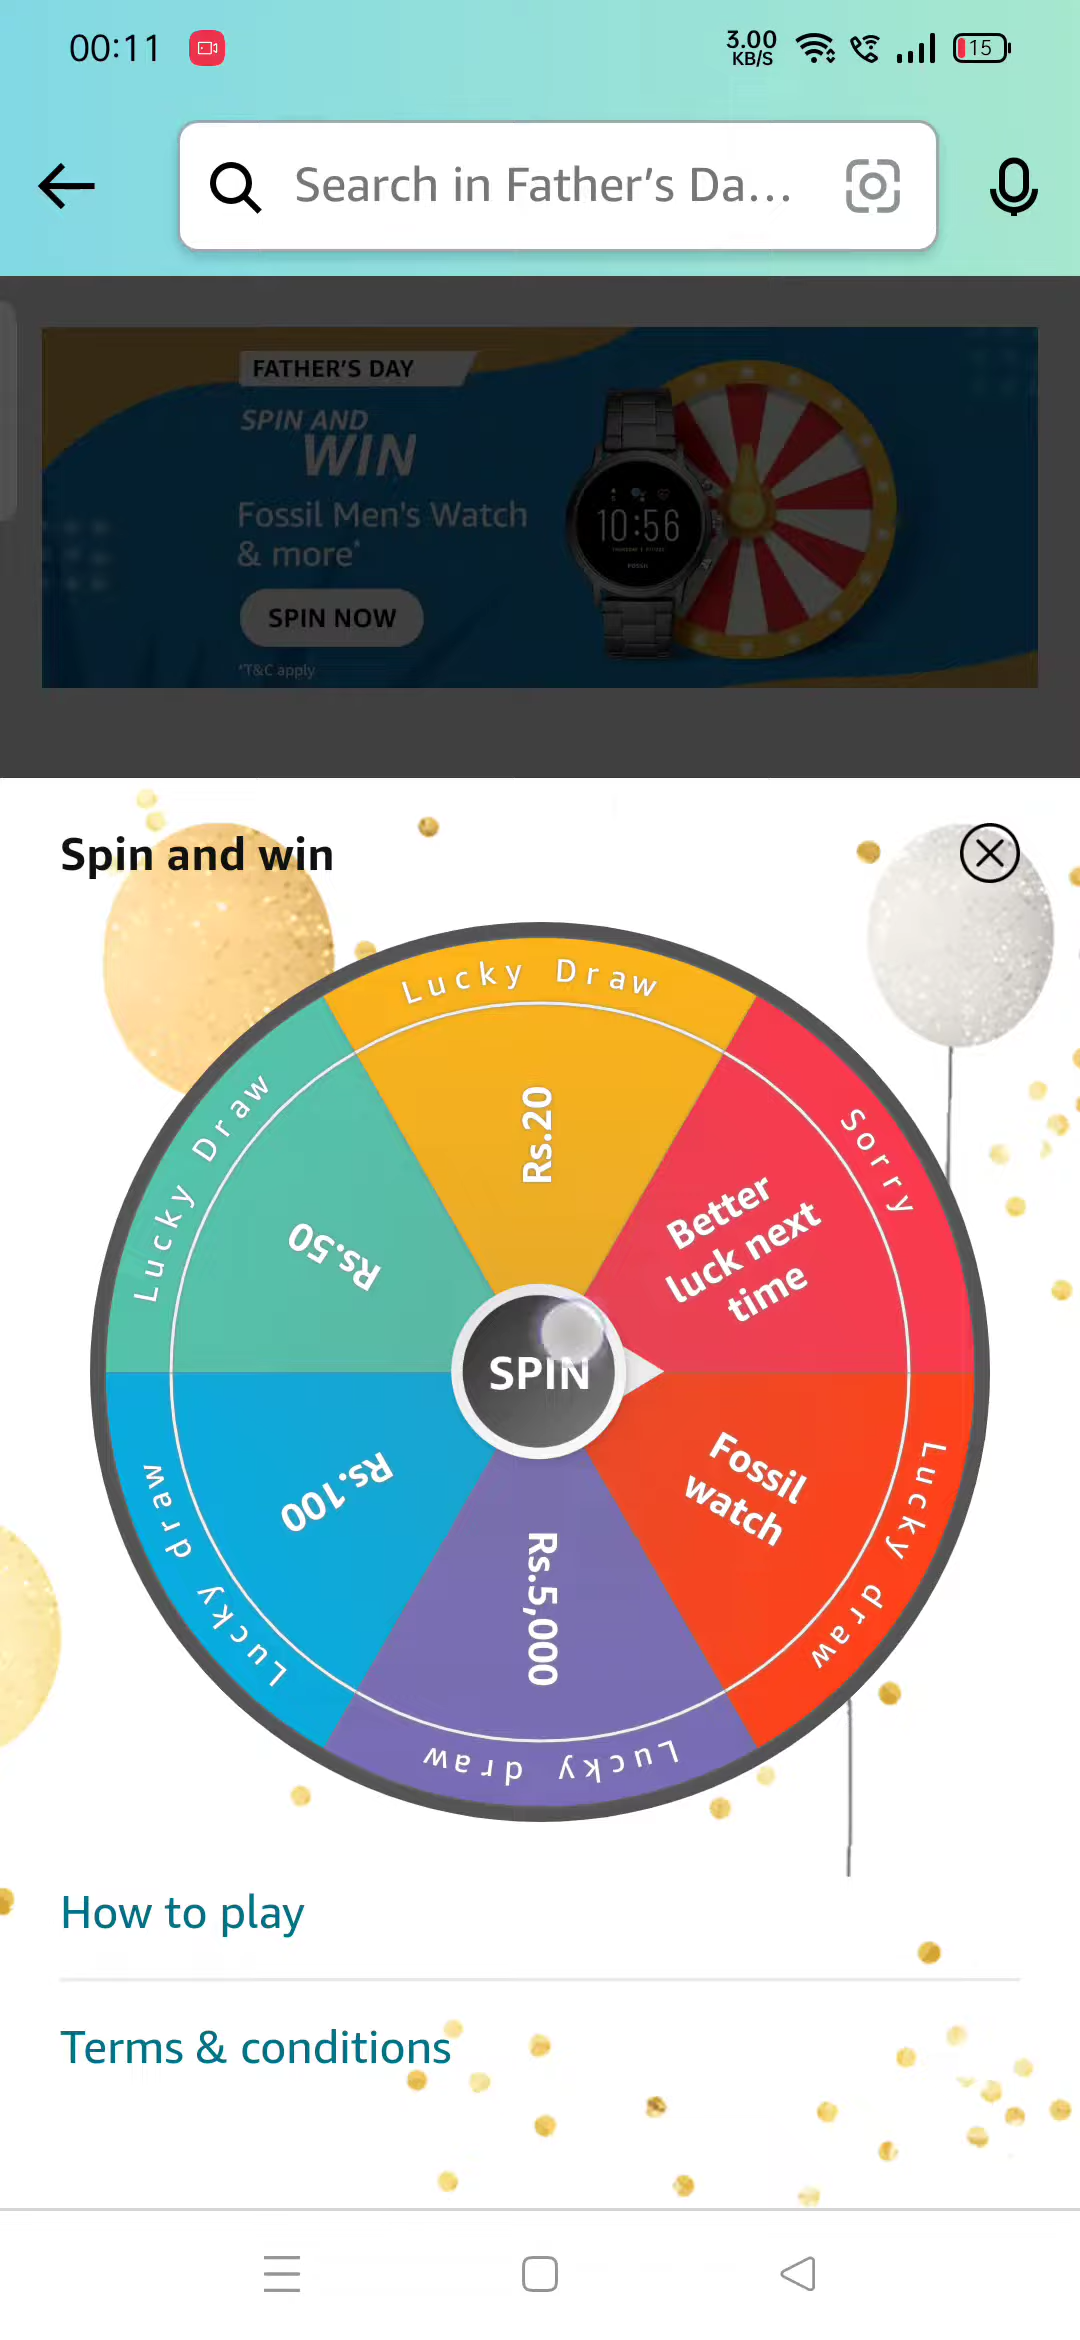 00:11
3.00
KB/S
15
Search in Father's Da...
FATHER'S DAY
SPIN AND
WIN
Fossil Men's Watch
& more*
SPIN NOW
*T&C apply
10:56
FOSSIL
Spin and win
Lucky Draw
Rs.20
Sorry
Better
luck next
time
Lucky draw
Fossil
watch
Lucky draw
Rs.5,000
Lucky draw
Rs.100
Lucky Draw
Rs.50
SPIN
How to play
Terms & conditions